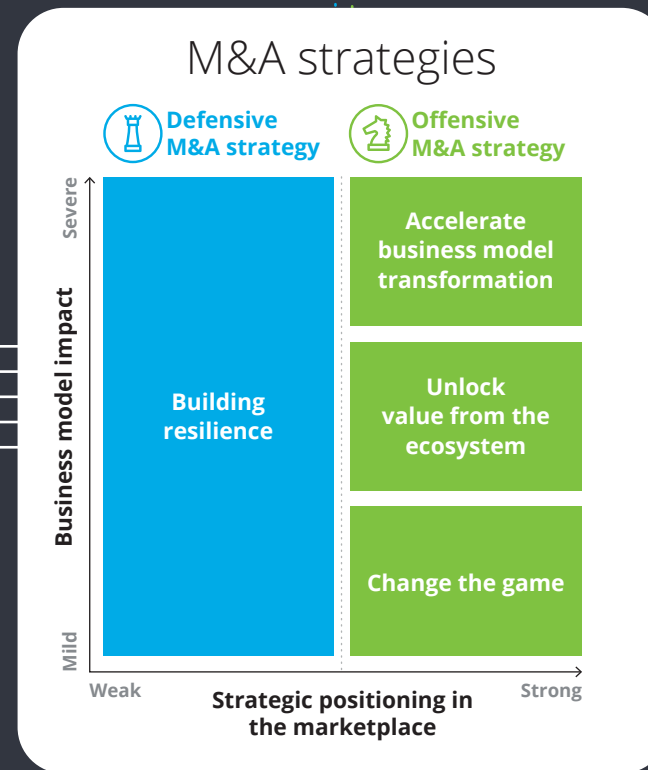 M&A strategies
Defensive
M&A strategy
Offensive
M&A strategy
Severe
Business model impact
Mild
Building
resilience
Accelerate
business model
transformation
Unlock
value from the
ecosystem
Change the game
Weak
Strategic positioning in
the marketplace
Strong